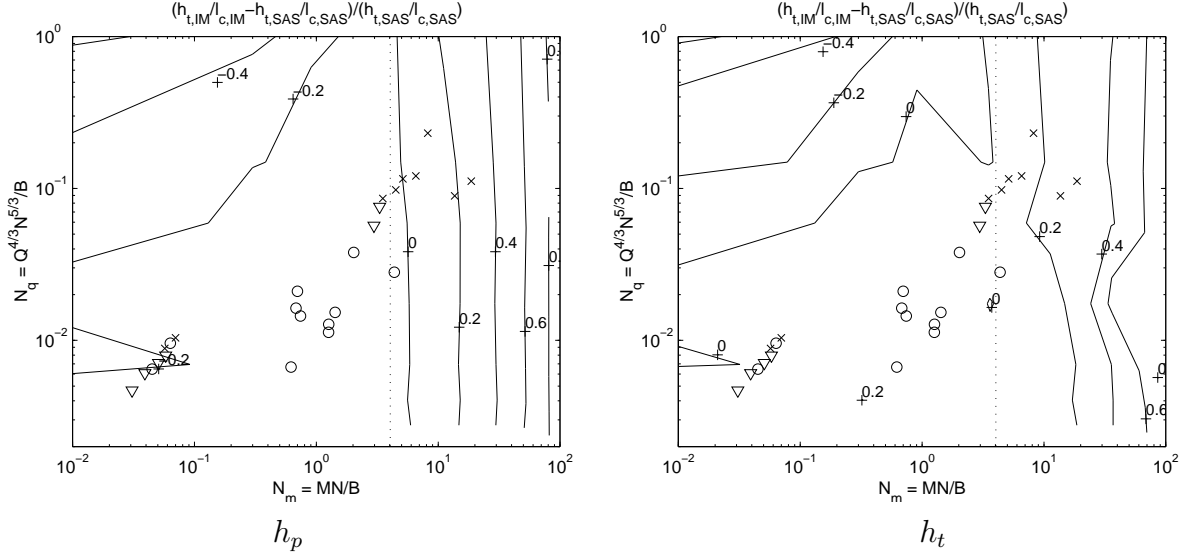 (h_{t,IM}/l_{c,IM}−h_{t,SAS}/l_{c,SAS})/(h_{t,SAS}/l_{c,SAS})
N_q = Q^{4/3}N^{5/3}/B
10^0
10^{−1}
10^{−2}
−0.4
−0.2
0
0.4
0.2
0.6
0.
0.
−0.2
10^{−2} 10^{−1} 10^0 10^1 10^2
N_m = MN/B
h_p
(h_{t,IM}/l_{c,IM}−h_{t,SAS}/l_{c,SAS})/(h_{t,SAS}/l_{c,SAS})
N_q = Q^{4/3}N^{5/3}/B
10^0
10^{−1}
10^{−2}
−0.4
−0.2
0
0.2
0.4
0
0
0.2
0
0.6
10^{−2} 10^{−1} 10^0 10^1 10^2
N_m = MN/B
h_t